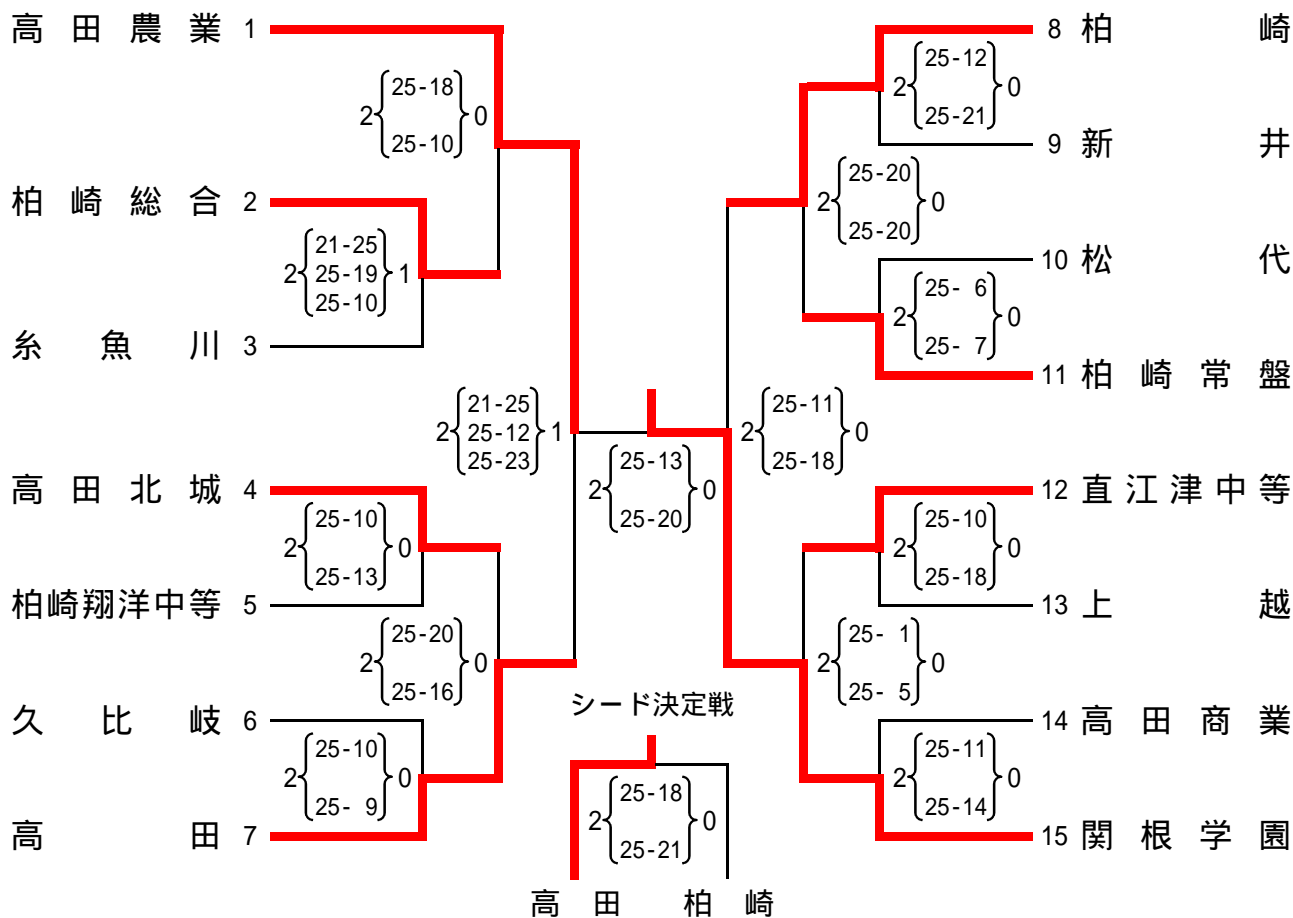 高田農業 1
2 25-18 0
25-10
柏崎総合 2
21-25
2 25-19 1
25-10
糸魚川 3
21-25
2 25-12 1
25-23
高田北城 4
25-10
2 0
25-13
柏崎翔洋中等 5
25-20
2 0
25-16
久比岐 6
25-10
2 0
25- 9
高田 7
25-13
2 0
25-20
シード決定戦
25-18
2 0
25-21
高田 柏崎
8 柏崎
25-12
2 0
25-21
9 新井
25-20
2 0
25-20
10 松代
25- 6
2 0
25- 7
11 柏崎常盤
25-11
2 0
25-18
12 直江津中等
25-10
2 0
25-18
13 上越
25- 1
2 0
25- 5
14 高田商業
25-11
2 0
25-14
15 関根学園